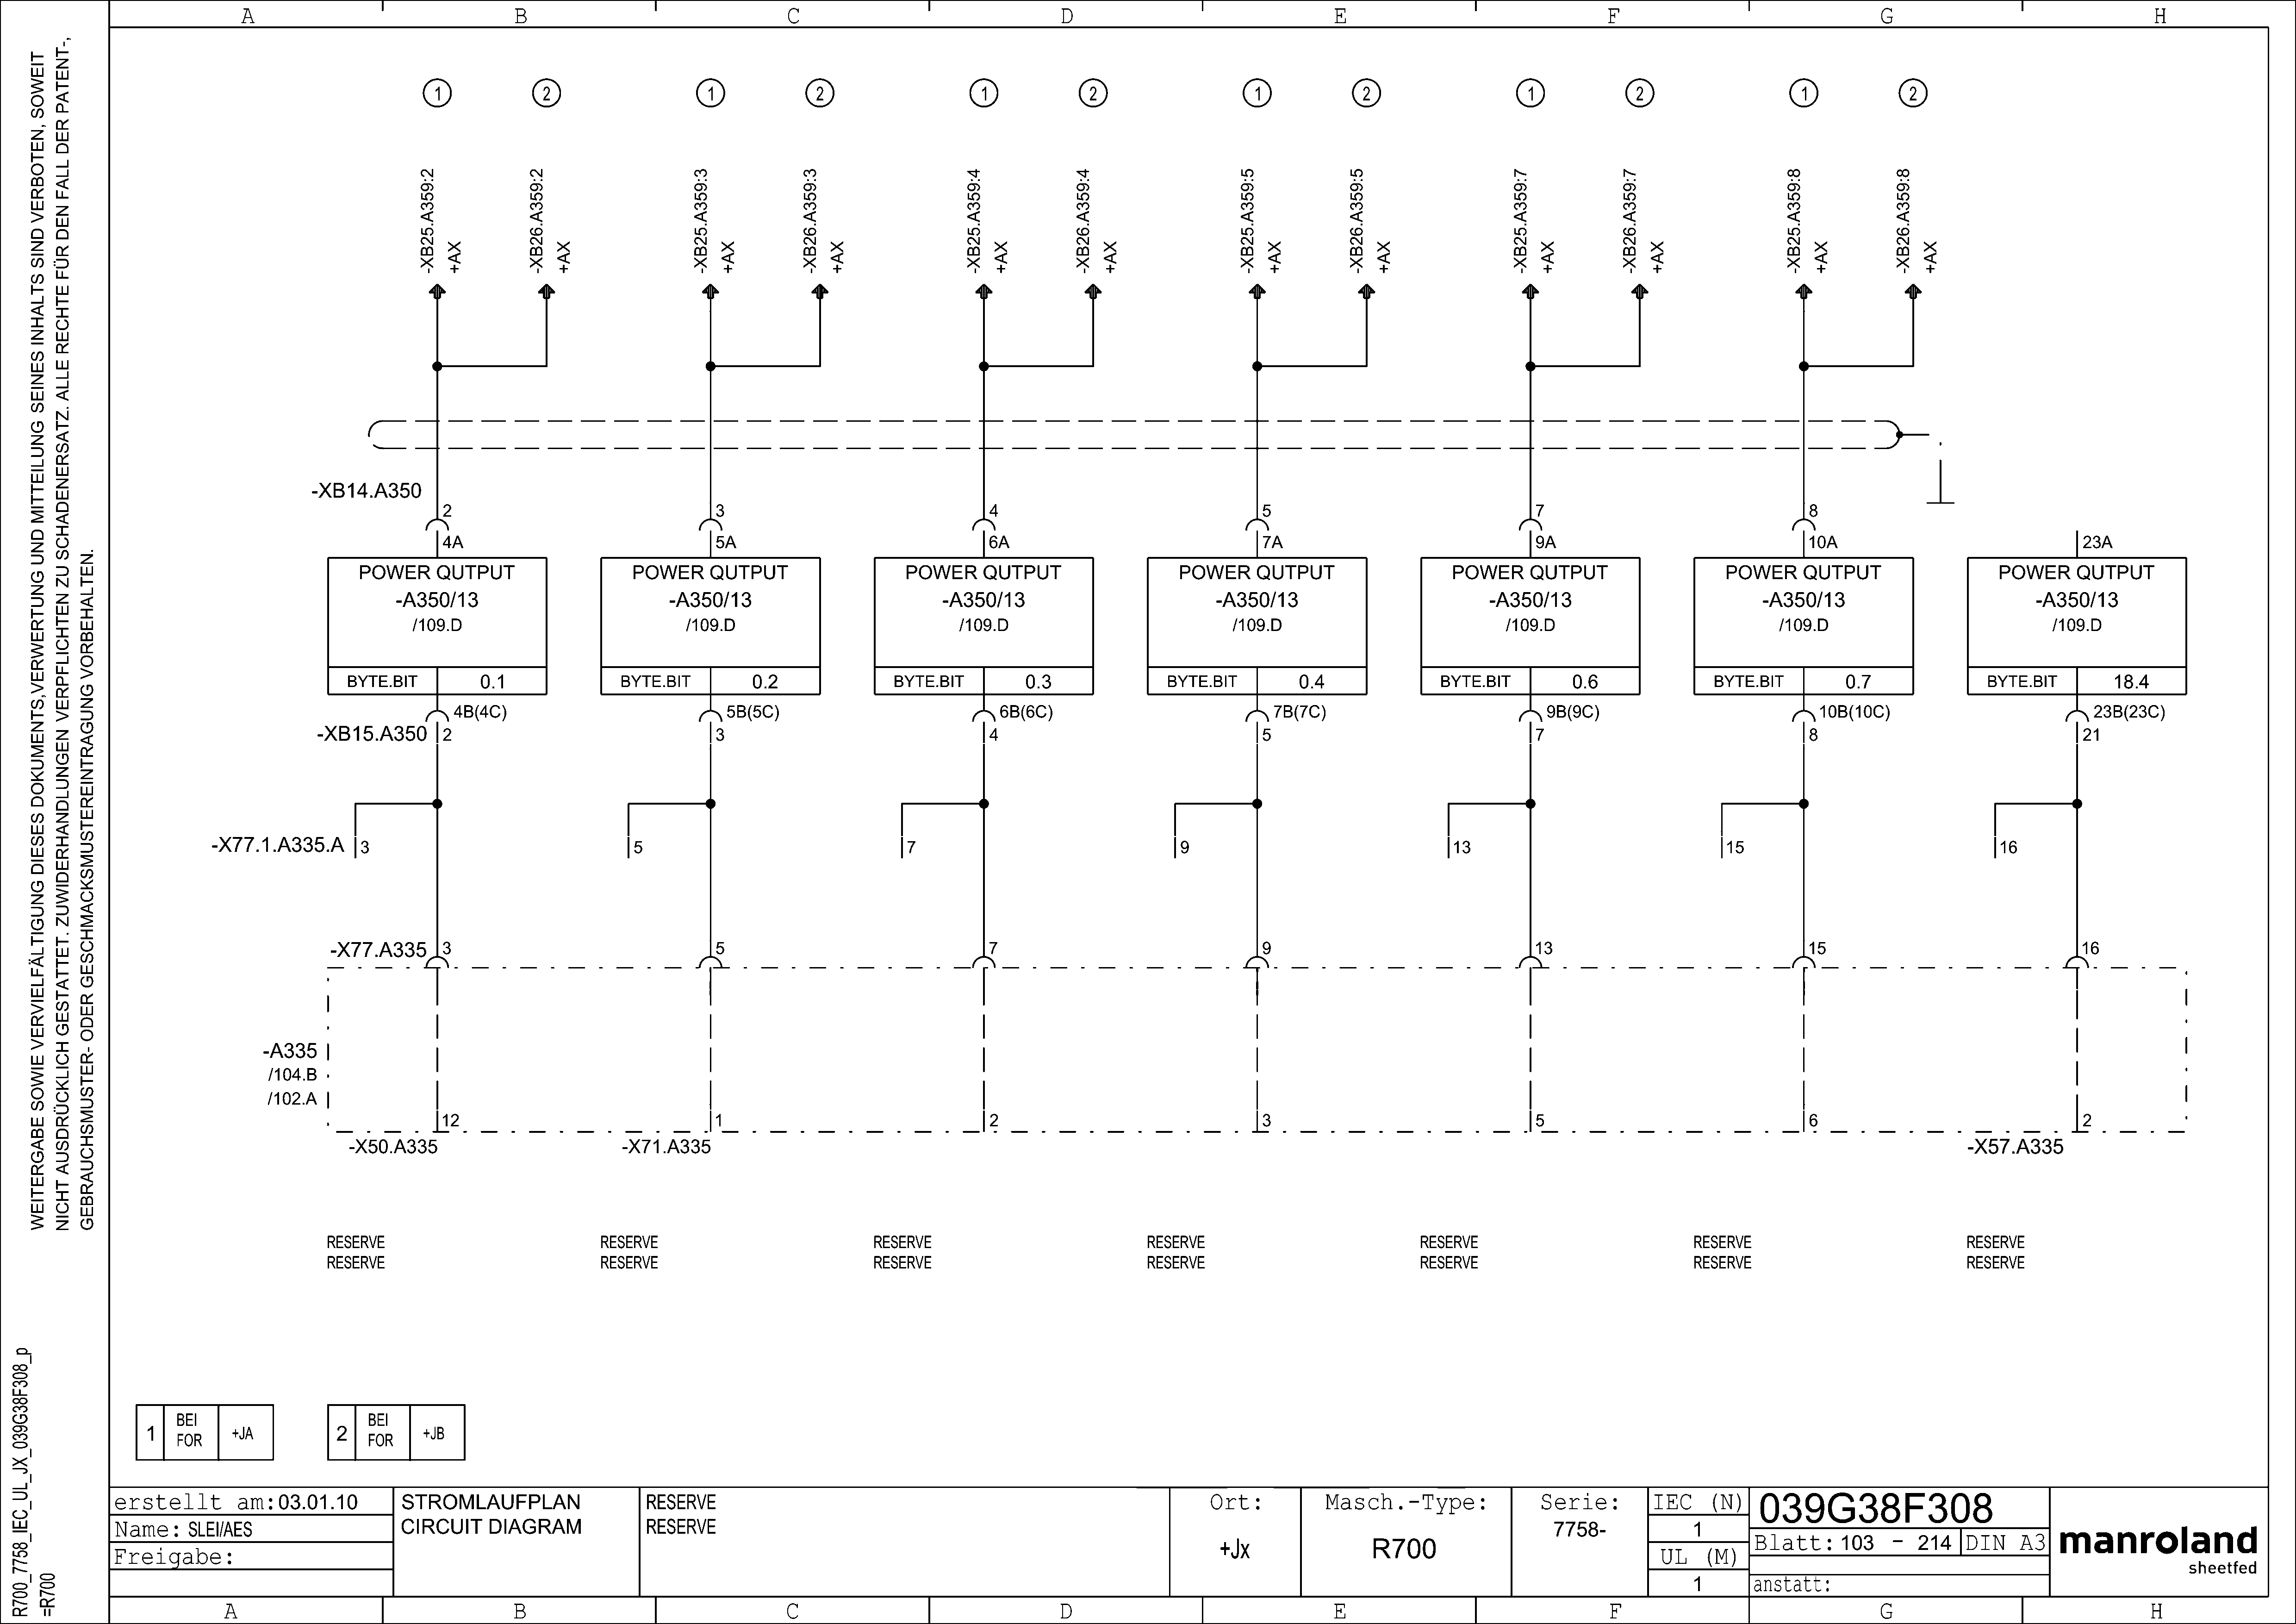 A B C D E F G H
1 2 1 2 1 2 1 2 1 2 1 2
-XB25.A359:2
+AX
-XB26.A359:2
+AX
-XB25.A359:3
+AX
-XB26.A359:3
+AX
-XB25.A359:4
+AX
-XB26.A359:4
+AX
-XB25.A359:5
+AX
-XB26.A359:5
+AX
-XB25.A359:7
+AX
-XB26.A359:7
+AX
-XB25.A359:8
+AX
-XB26.A359:8
+AX
-XB14.A350
2 3 4 5 7 8
4A 5A 6A 7A 9A 10A 23A
POWER QUTPUT POWER QUTPUT POWER QUTPUT POWER QUTPUT POWER QUTPUT POWER QUTPUT POWER QUTPUT
-A350/13 -A350/13 -A350/13 -A350/13 -A350/13 -A350/13 -A350/13
/109.D /109.D /109.D /109.D /109.D /109.D /109.D
BYTE.BIT 0.1 BYTE.BIT 0.2 BYTE.BIT 0.3 BYTE.BIT 0.4 BYTE.BIT 0.6 BYTE.BIT 0.7 BYTE.BIT 18.4
4B(4C) 5B(5C) 6B(6C) 7B(7C) 9B(9C) 10B(10C) 23B(23C)
-XB15.A350 2 3 4 5 7 8 21
-X77.1.A335.A 3 5 7 9 13 15 16
-X77.A335 3 5 7 9 13 15 16
-A335
/104.B
/102.A
12 1 2 3 5 6 2
-X50.A335 -X71.A335 -X57.A335
RESERVE RESERVE RESERVE RESERVE RESERVE RESERVE RESERVE
RESERVE RESERVE RESERVE RESERVE RESERVE RESERVE RESERVE
1 BEI FOR +JA
2 BEI FOR +JB
erstellt am: 03.01.10
Name: SLEI/AES
Freigabe:
STROMLAUFPLAN
CIRCUIT DIAGRAM
RESERVE
RESERVE
Ort:
+Jx
Masch.-Type:
R700
Serie:
7758-
IEC (N)
1
UL (M)
1
039G38F308
Blatt: 103 - 214 DIN A3
anstatt:
manroland
sheetfed
A B C D E F G H
WEITERGABE SOWIE VERVIELFÄLTIGUNG DIESES DOKUMENTS,VERWERTUNG UND MITTEILUNG SEINES INHALTS SIND VERBOTEN, SOWEIT
NICHT AUSDRÜCKLICH GESTATTET. ZUWIDERHANDLUNGEN VERPFLICHTEN ZU SCHADENERSATZ. ALLE RECHTE FÜR DEN FALL DER PATENT-,
GEBRAUCHSMUSTER- ODER GESCHMACKSMUSTEREINTRAGUNG VORBEHALTEN.
R700_7758_IEC_UL_JX_039G38F308_p
=R700